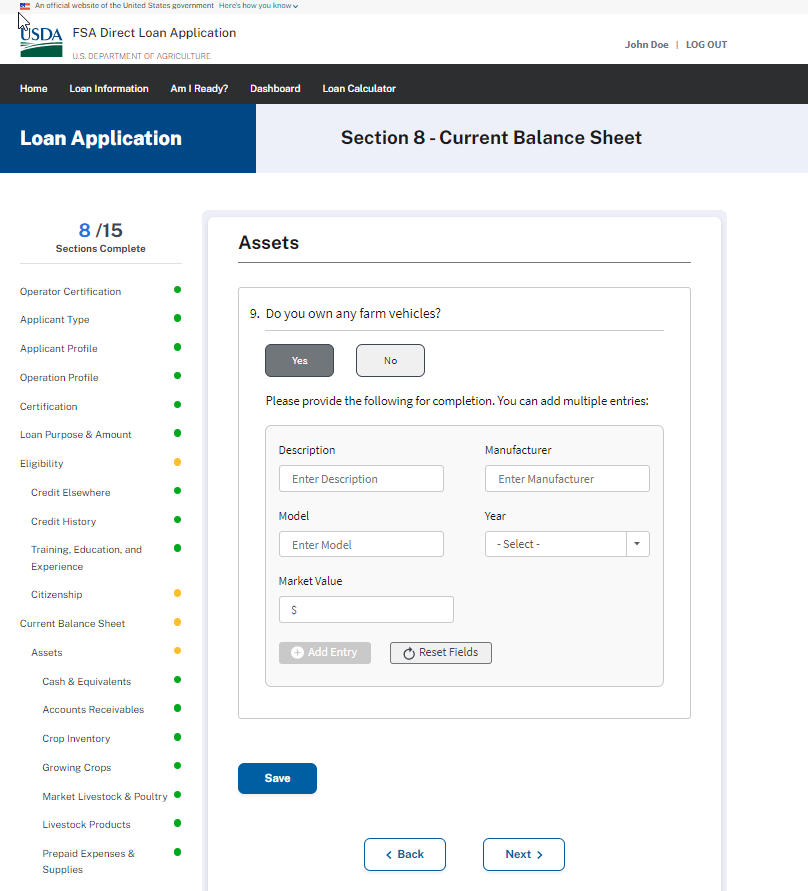 An official website of the United States government Here's how you know
USDA
FSA Direct Loan Application
U.S. DEPARTMENT OF AGRICULTURE
John Doe | LOG OUT
Home Loan Information Am I Ready? Dashboard Loan Calculator
Loan Application
Section 8 - Current Balance Sheet
8 /15
Sections Complete
Operator Certification
Applicant Type
Applicant Profile
Operation Profile
Certification
Loan Purpose & Amount
Eligibility
Credit Elsewhere
Credit History
Training, Education, and
Experience
Citizenship
Current Balance Sheet
Assets
Cash & Equivalents
Accounts Receivables
Crop Inventory
Growing Crops
Market Livestock & Poultry
Livestock Products
Prepaid Expenses &
Supplies
Assets
9. Do you own any farm vehicles?
Yes No
Please provide the following for completion. You can add multiple entries:
Description Manufacturer
Enter Description Enter Manufacturer
Model Year
Enter Model - Select -
Market Value
$
Add Entry Reset Fields
Save
Back Next